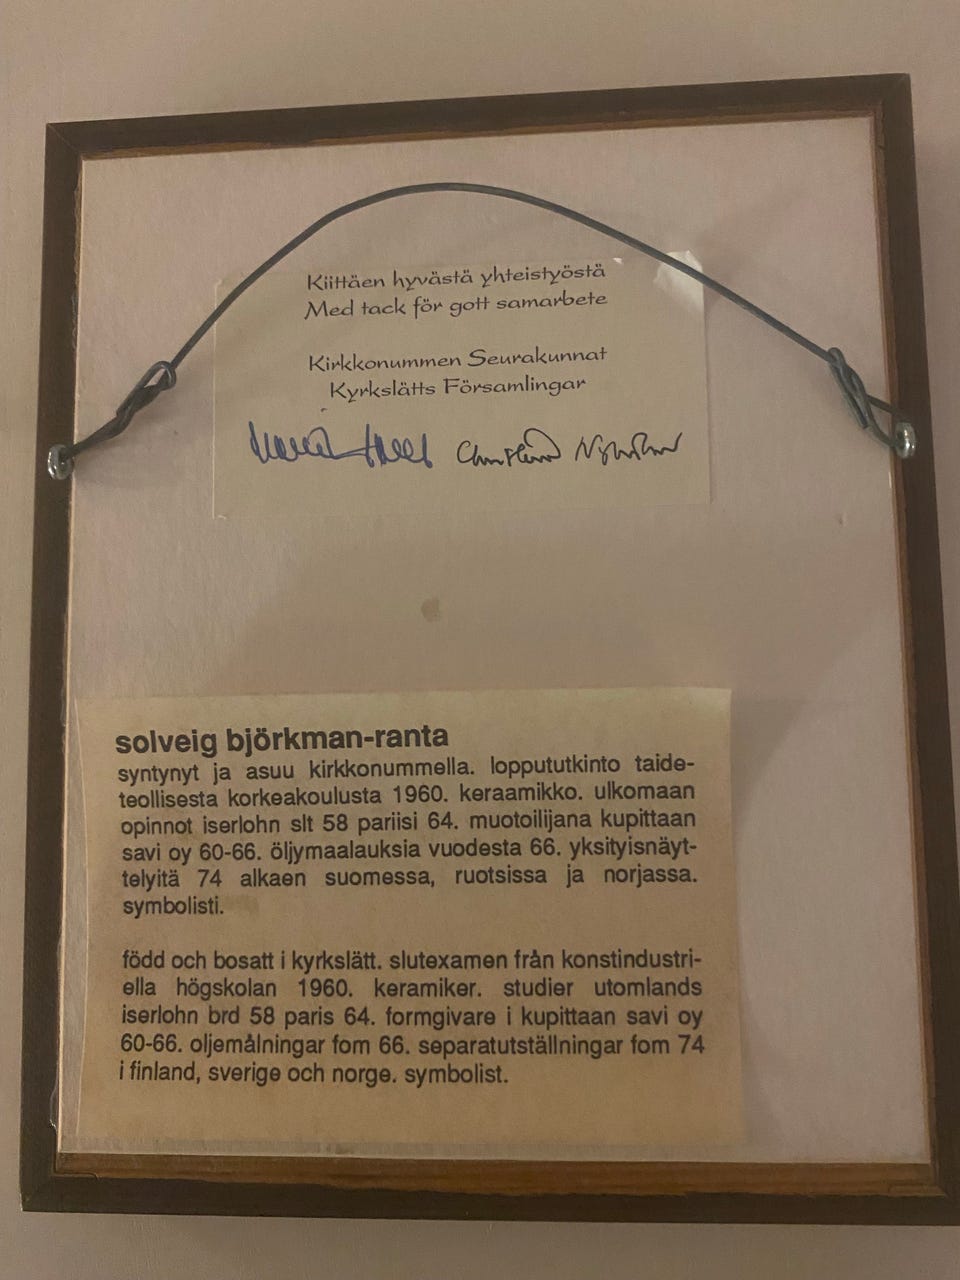 Kiittäen hyvästä yhteistyöstä
Med tack för gott samarbete
Kirkkonummen Seurakunnat
Kyrkslätts Församlingar
solveig björkman-ranta
syntynyt ja asuu kirkkonummella. loppututkinto taide-
teollisesta korkeakoulusta 1960. keraamikko. ulkomaan
opinnot iserlohn slt 58 pariisi 64. muotoilijana kupittaan
savi oy 60-66. öljymaalauksia vuodesta 66. yksityisnäyt-
telyitä 74 alkaen suomessa, ruotsissa ja norjassa.
symbolisti.
född och bosatt i kyrkslätt. slutexamen från konstindustri-
ella högskolan 1960. keramiker. studier utomlands
iserlohn brd 58 paris 64. formgivare i kupittaan savi oy
60-66. oljemålningar fom 66. separatutställningar fom 74
i finland, sverige och norge. symbolist.